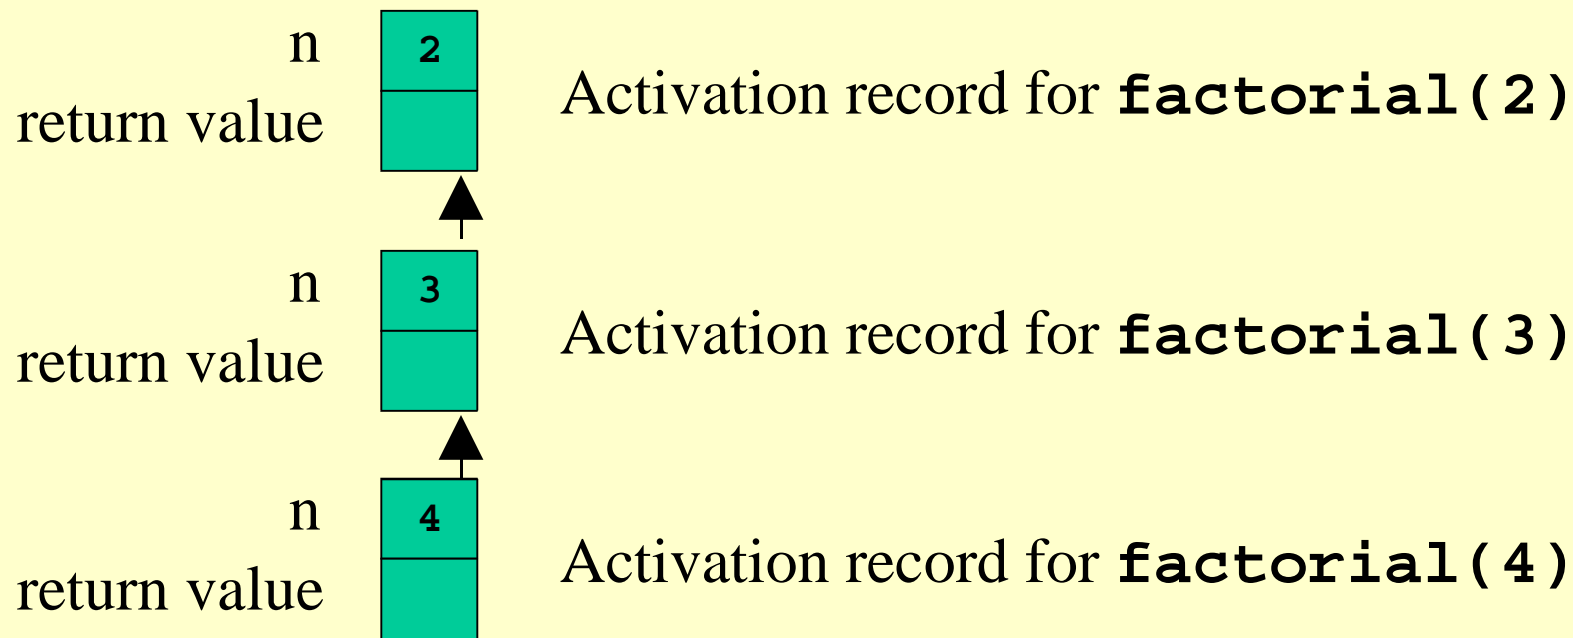 n 2
return value
Activation record for factorial(2)
n 3
return value
Activation record for factorial(3)
n 4
return value
Activation record for factorial(4)